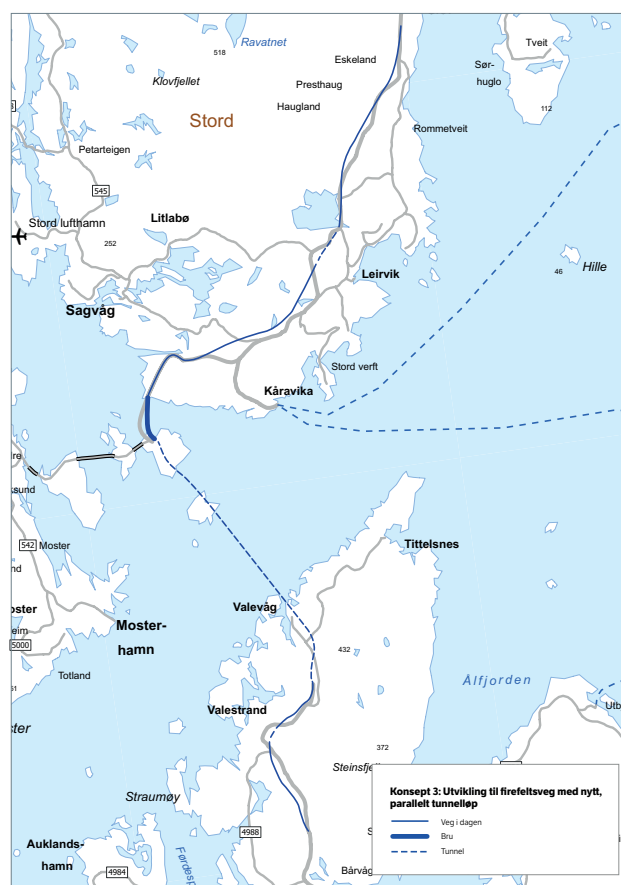 Ravatnet
518
Tveit
Eskeland
Sør-
huglo
Klovfjellet
Presthaug
Haugland
112
Stord
Rommetveit
Petarteigen
545
Litlabø
Stord lufthamn
252
Leirvik
Hille
46
Sagvåg
Stord verft
Kåravika
542
Moster
Tittelsnes
Valevåg
5000
Moster-
hamn
432
Totland
Ålfjorden
Valestrand
372
Steinsfje
Straumøy
4988
Auklands-
hamn
4984
Bårvåg
Konsept 3: Utvikling til firefeltsveg med nytt,
parallelt tunnelløp
Veg i dagen
Bru
Tunnel